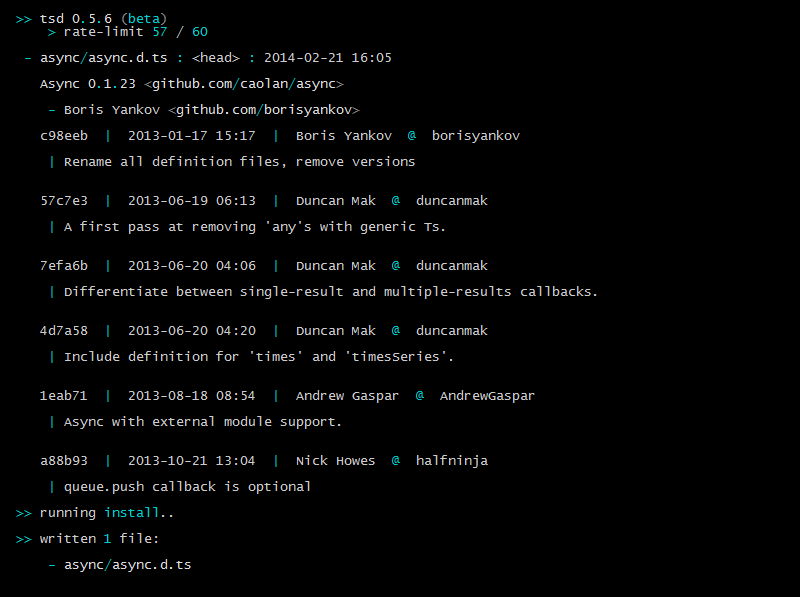 >> tsd 0.5.6 (beta)
> rate-limit 57 / 60
- async/async.d.ts : <head> : 2014-02-21 16:05
Async 0.1.23 <github.com/caolan/async>
- Boris Yankov <github.com/borisyankov>
c98eeb | 2013-01-17 15:17 | Boris Yankov @ borisyankov
| Rename all definition files, remove versions
57c7e3 | 2013-06-19 06:13 | Duncan Mak @ duncanmak
| A first pass at removing 'any's with generic Ts.
7efa6b | 2013-06-20 04:06 | Duncan Mak @ duncanmak
| Differentiate between single-result and multiple-results callbacks.
4d7a58 | 2013-06-20 04:20 | Duncan Mak @ duncanmak
| Include definition for 'times' and 'timesSeries'.
1eab71 | 2013-08-18 08:54 | Andrew Gaspar @ AndrewGaspar
| Async with external module support.
a88b93 | 2013-10-21 13:04 | Nick Howes @ halfninja
| queue.push callback is optional
>> running install..
>> written 1 file:
- async/async.d.ts